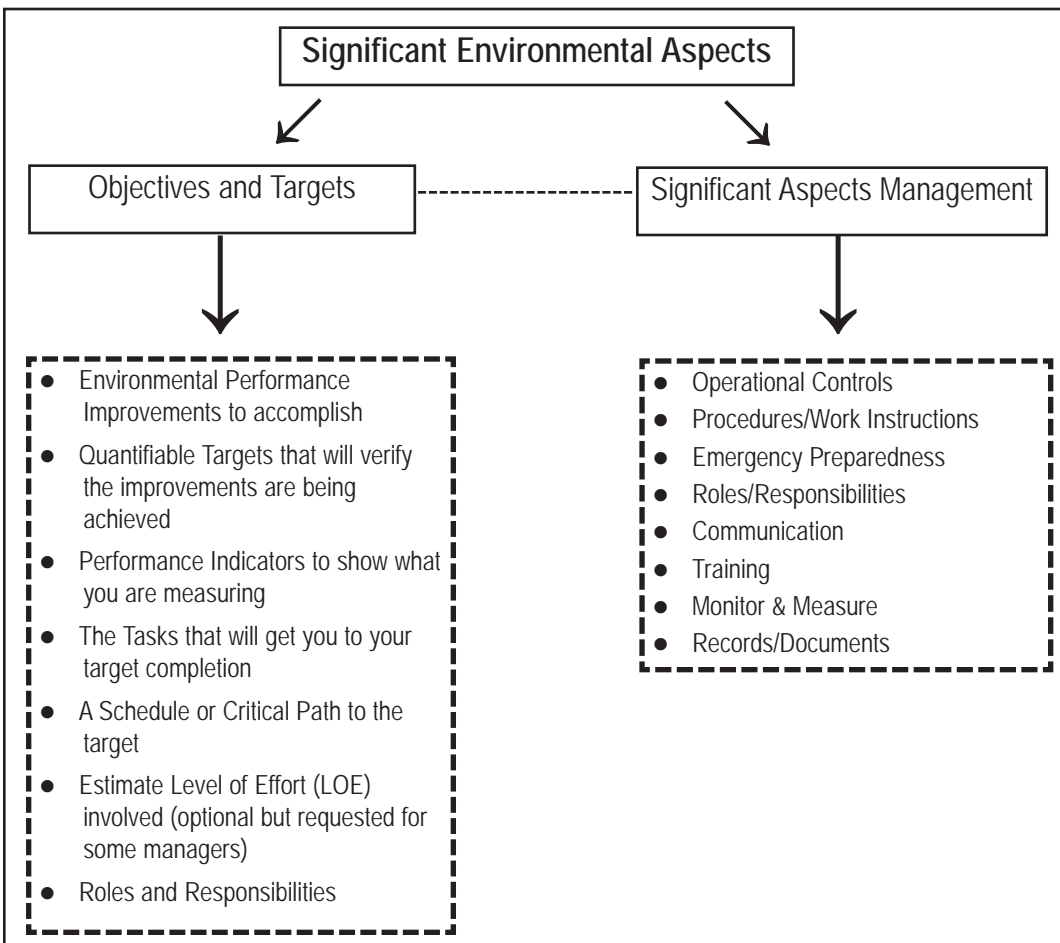 Significant Environmental Aspects
Objectives and Targets
Significant Aspects Management
● Environmental Performance
Improvements to accomplish
● Quantifiable Targets that will verify
the improvements are being
achieved
● Performance Indicators to show what
you are measuring
● The Tasks that will get you to your
target completion
● A Schedule or Critical Path to the
target
● Estimate Level of Effort (LOE)
involved (optional but requested for
some managers)
● Roles and Responsibilities
● Operational Controls
● Procedures/Work Instructions
● Emergency Preparedness
● Roles/Responsibilities
● Communication
● Training
● Monitor & Measure
● Records/Documents